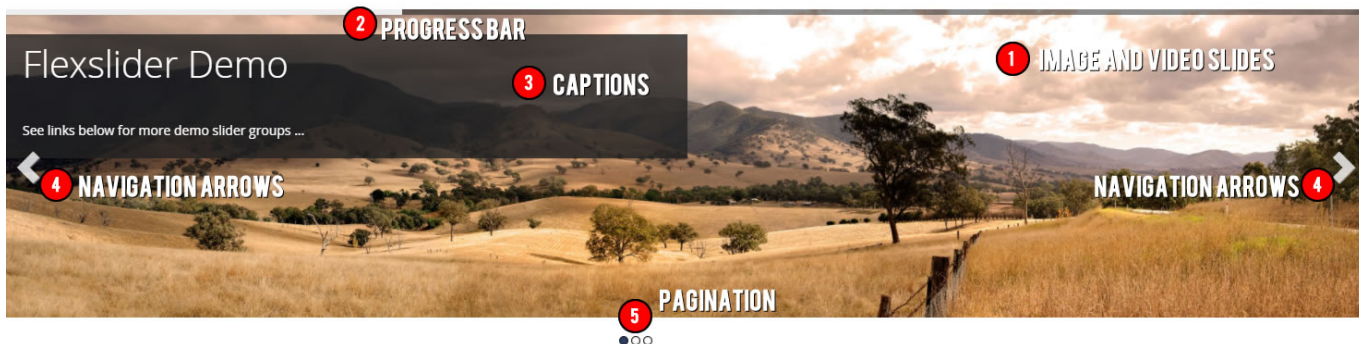 2 PROGRESS BAR
Flexslider Demo
1 IMAGE AND VIDEO SLIDES
3 CAPTIONS
See links below for more demo slider groups ...
4 NAVIGATION ARROWS
NAVIGATION ARROWS 4
5 PAGINATION